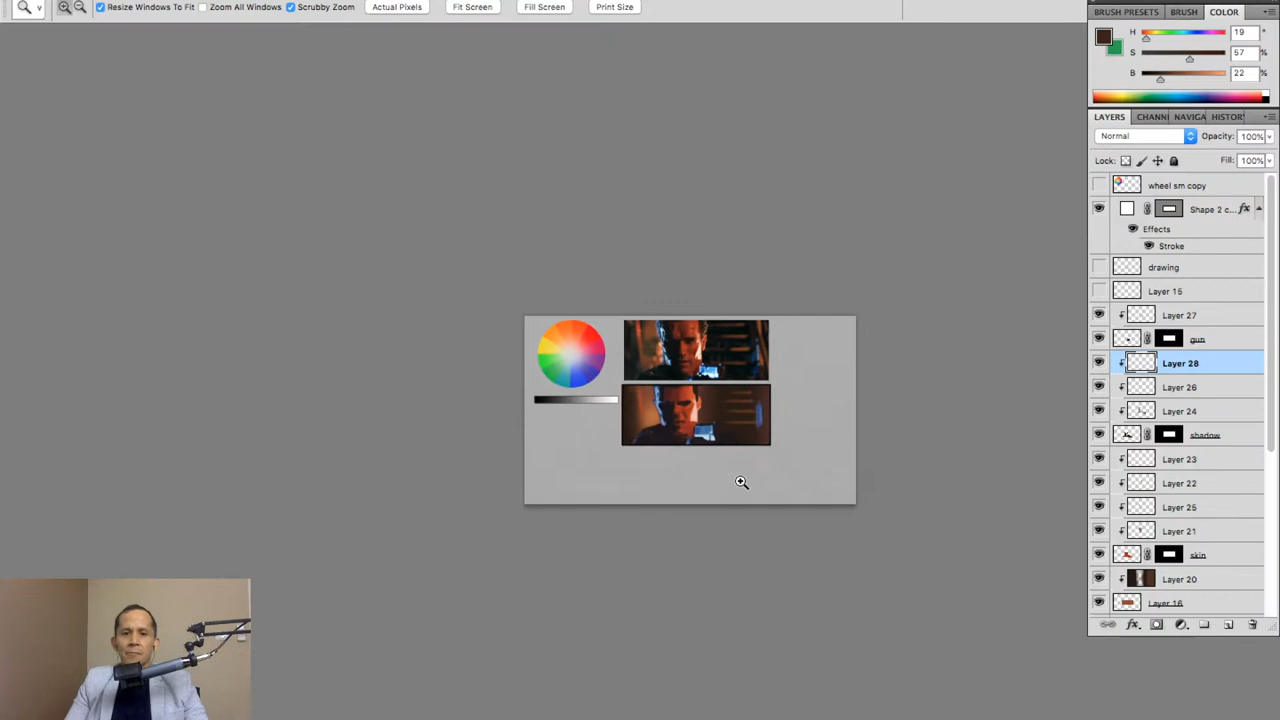 Resize Windows To Fit Zoom All Windows Scrubby Zoom Actual Pixels Fit Screen Fill Screen Print Size
BRUSH PRESETS BRUSH COLOR
H 19 °
S 57 %
B 22 %
LAYERS CHANN NAVIGA HISTOR
Normal Opacity: 100%
Lock: Fill: 100%
wheel sm copy
Shape 2 c... fx
Effects
Stroke
drawing
Layer 15
Layer 27
gun
Layer 28
Layer 26
Layer 24
shadow
Layer 23
Layer 22
Layer 25
Layer 21
skin
Layer 20
Layer 16
fx